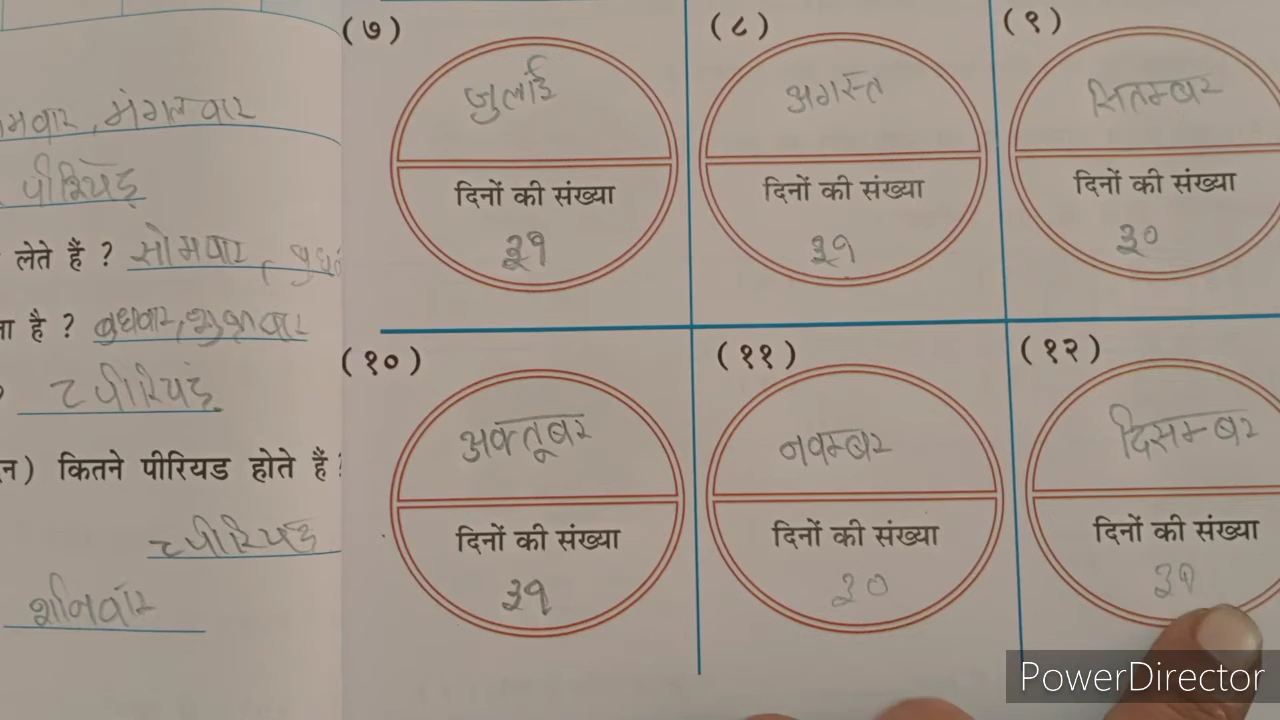 मवार, मंगलवार
पीरियड
लेते हैं ? सोमवार,
ा है ? बुधवार, शुक्रवार
८ पीरियड
न) कितने पीरियड होते हैं ?
८ पीरियड
शनिवार
(७)
जुलाई
दिनों की संख्या
३१
(८)
अगस्त
दिनों की संख्या
३१
(९)
सितम्बर
दिनों की संख्या
३०
(१०)
अक्तूबर
दिनों की संख्या
३१
(११)
नवम्बर
दिनों की संख्या
३०
(१२)
दिसम्बर
दिनों की संख्या
३१
PowerDirector